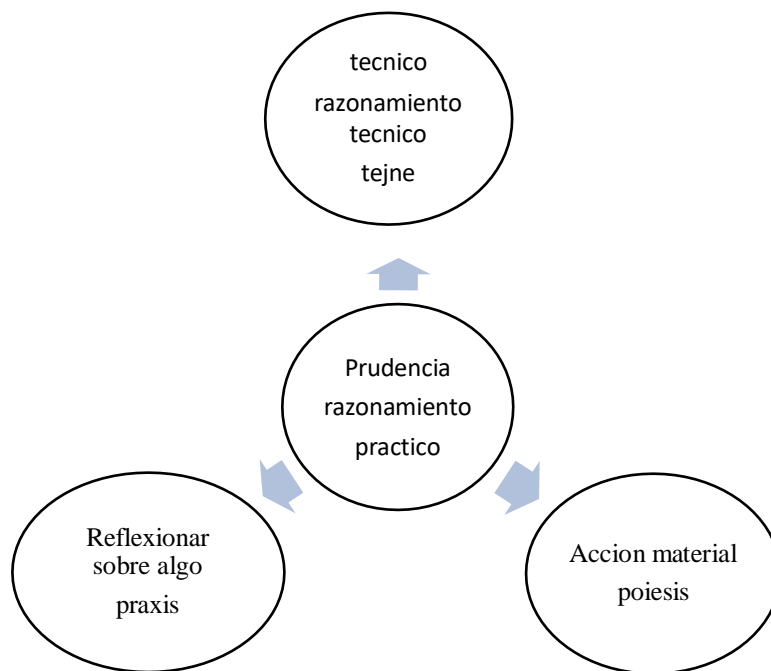 tecnico
razonamiento
tecnico
tejne
Prudencia
razonamiento
practico
Reflexionar
sobre algo
praxis
Accion material
poiesis